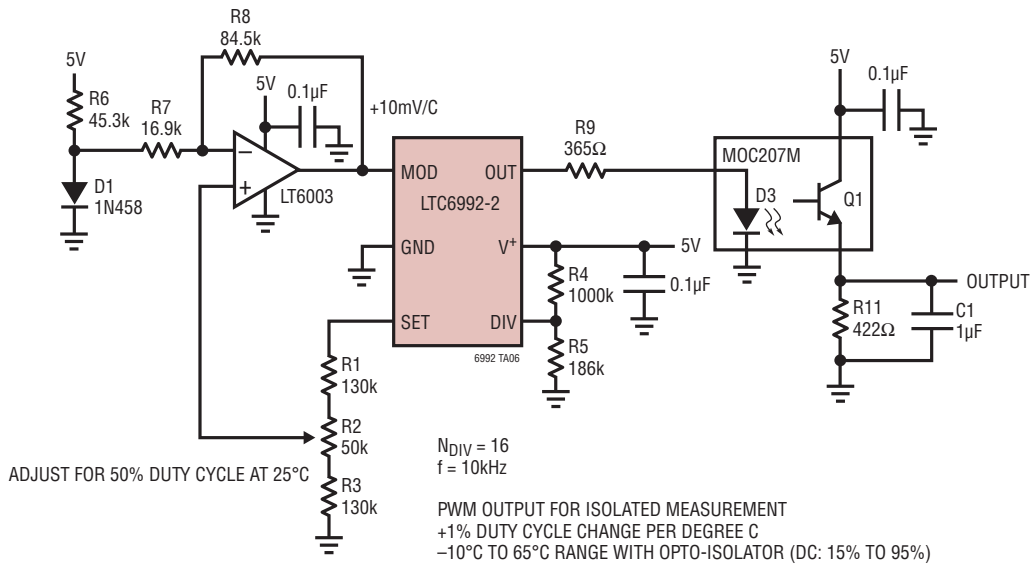 R8
84.5k
5V
R6
45.3k
R7
16.9k
5V
0.1µF
+10mV/C
–
+
LT6003
D1
1N458
MOD
OUT
LTC6992-2
GND
V+
SET
DIV
6992 TA06
R9
365Ω
5V
0.1µF
MOC207M
D3
Q1
5V
R4
1000k
0.1µF
R5
186k
OUTPUT
R11
422Ω
C1
1µF
R1
130k
R2
50k
R3
130k
ADJUST FOR 50% DUTY CYCLE AT 25°C
NDIV = 16
f = 10kHz
PWM OUTPUT FOR ISOLATED MEASUREMENT
+1% DUTY CYCLE CHANGE PER DEGREE C
–10°C TO 65°C RANGE WITH OPTO-ISOLATOR (DC: 15% TO 95%)